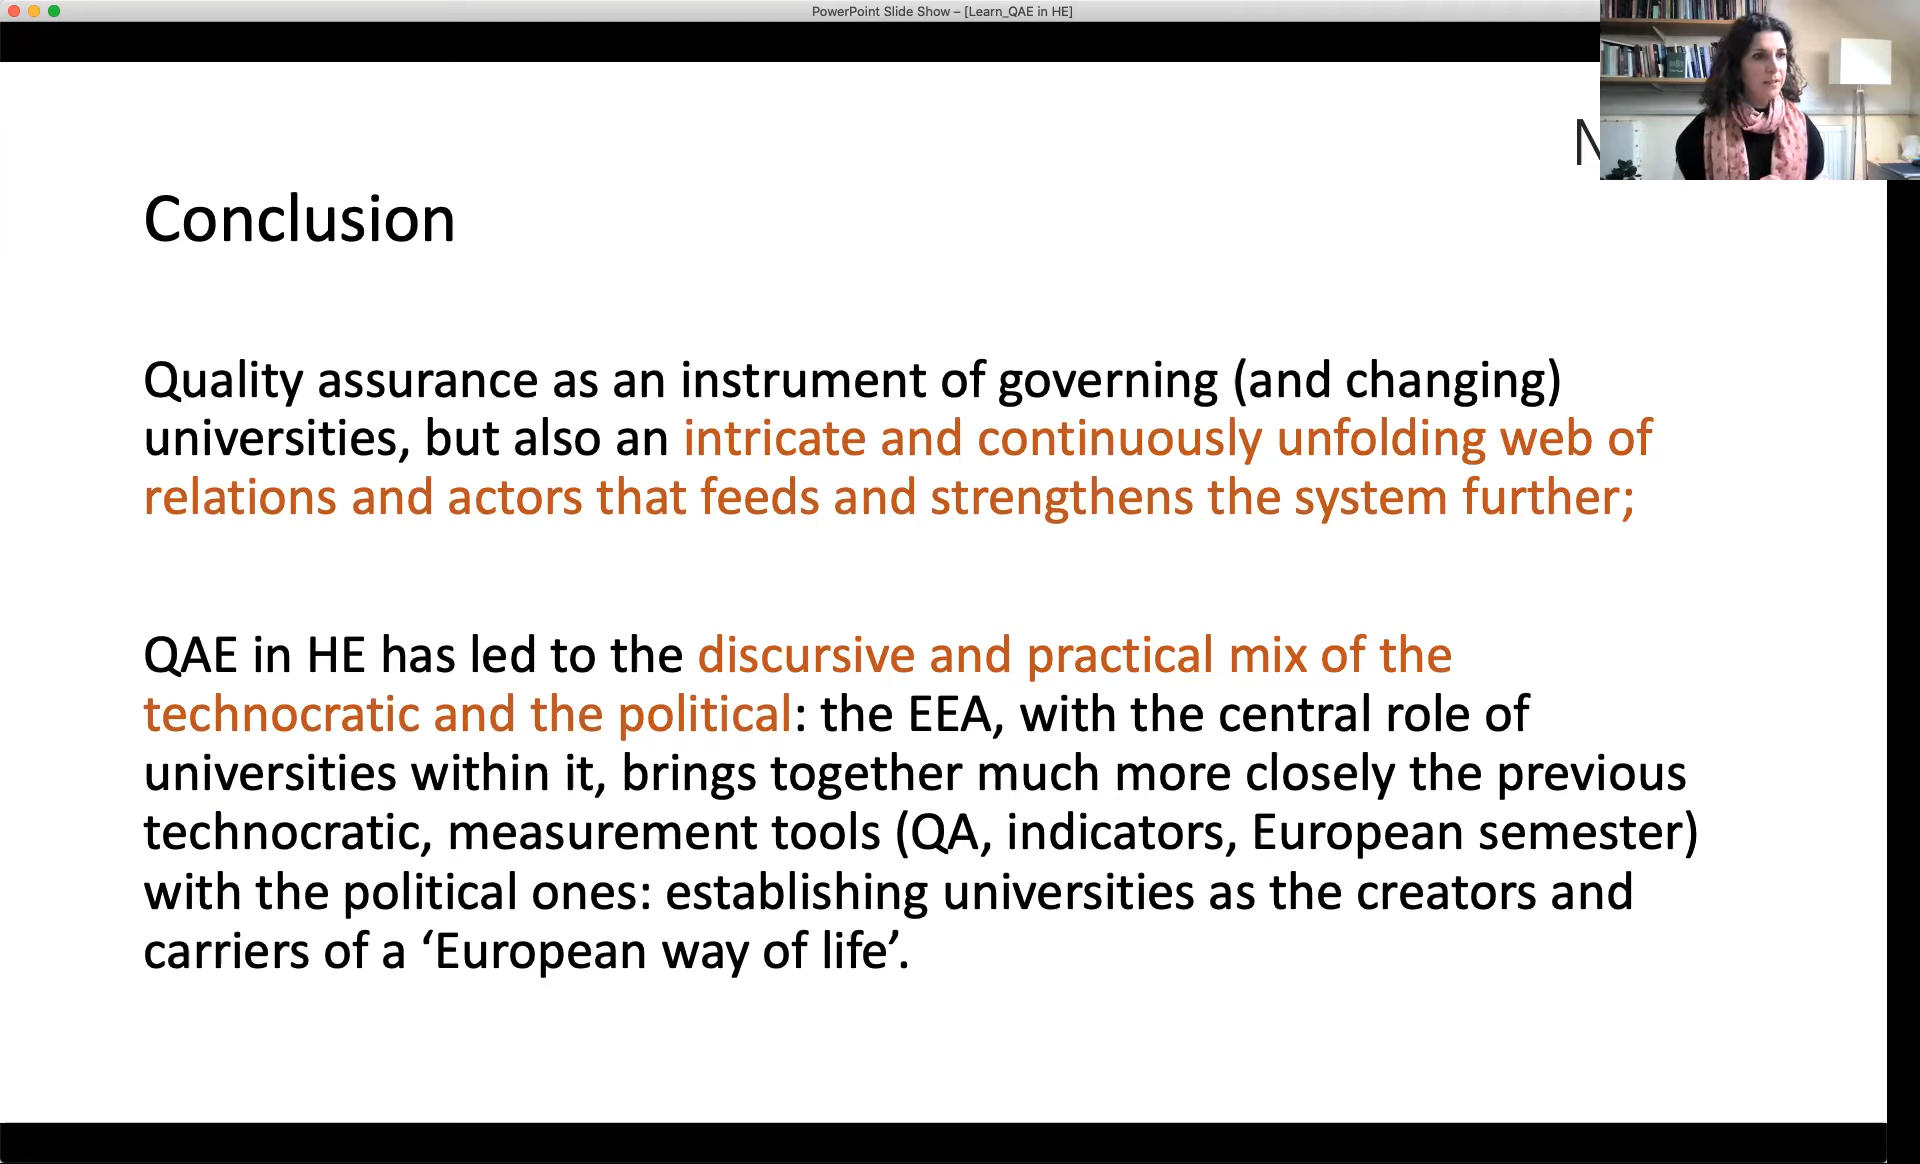 PowerPoint Slide Show – [Learn_QAE in HE]
N
Conclusion
Quality assurance as an instrument of governing (and changing)
universities, but also an intricate and continuously unfolding web of
relations and actors that feeds and strengthens the system further;
QAE in HE has led to the discursive and practical mix of the
technocratic and the political: the EEA, with the central role of
universities within it, brings together much more closely the previous
technocratic, measurement tools (QA, indicators, European semester)
with the political ones: establishing universities as the creators and
carriers of a ‘European way of life’.